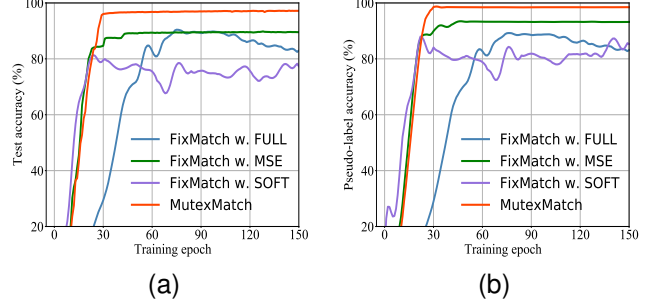 100
80
60
40
20
Test accuracy (%)
FixMatch w. FULL
FixMatch w. MSE
FixMatch w. SOFT
MutexMatch
0 30 60 90 120 150
Training epoch
(a)
100
80
60
40
20
Pseudo-label accuracy (%)
FixMatch w. FULL
FixMatch w. MSE
FixMatch w. SOFT
MutexMatch
0 30 60 90 120 150
Training epoch
(b)